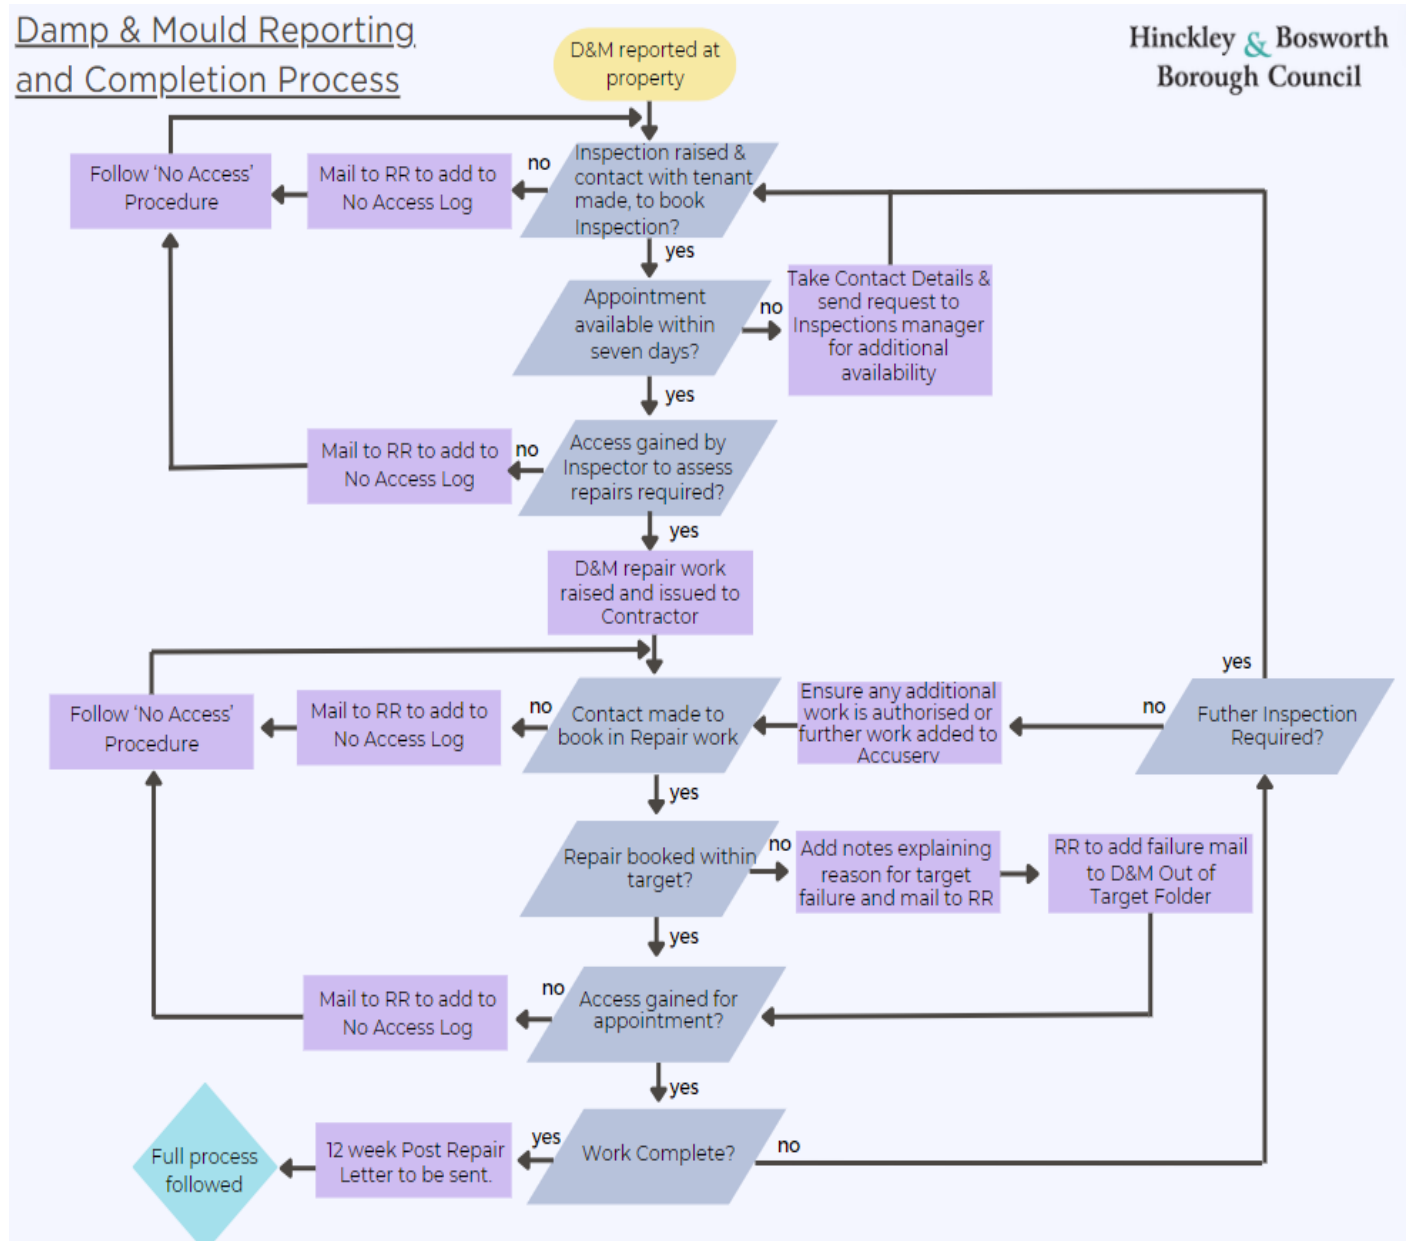 Damp & Mould Reporting
and Completion Process
Hinckley & Bosworth
Borough Council
D&M reported at
property
Inspection raised &
contact with tenant
made, to book
Inspection?
no
Mail to RR to add to
No Access Log
Follow ‘No Access’
Procedure
yes
Appointment
available within
seven days?
no
Take Contact Details &
send request to
Inspections manager
for additional
availability
yes
Access gained by
Inspector to assess
repairs required?
no
Mail to RR to add to
No Access Log
yes
D&M repair work
raised and issued to
Contractor
Contact made to
book in Repair work
no
Mail to RR to add to
No Access Log
Follow ‘No Access’
Procedure
Ensure any additional
work is authorised or
further work added to
Accuserv
no
Futher Inspection
Required?
yes
yes
Repair booked within
target?
no
Add notes explaining
reason for target
failure and mail to RR
RR to add failure mail
to D&M Out of
Target Folder
yes
Access gained for
appointment?
no
Mail to RR to add to
No Access Log
yes
Work Complete?
no
yes
12 week Post Repair
Letter to be sent.
Full process
followed